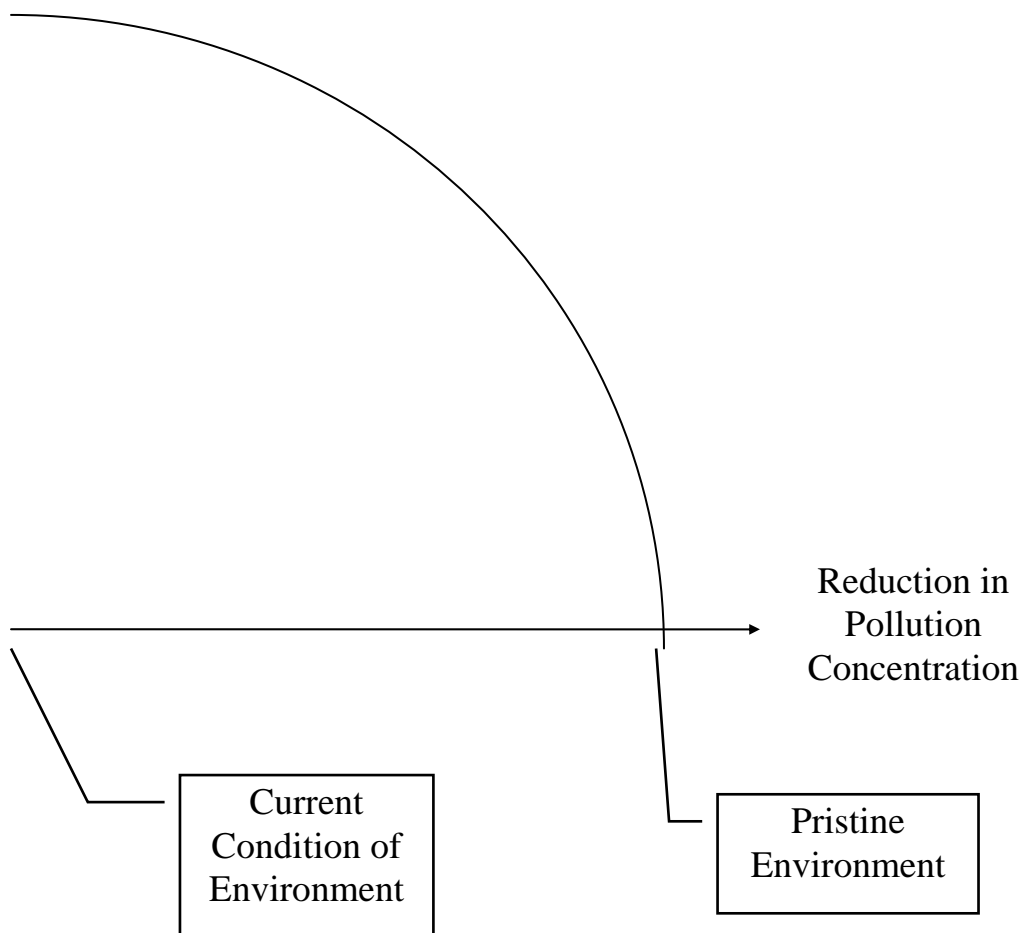 Reduction in
Pollution
Concentration
Current
Condition of
Environment
Pristine
Environment